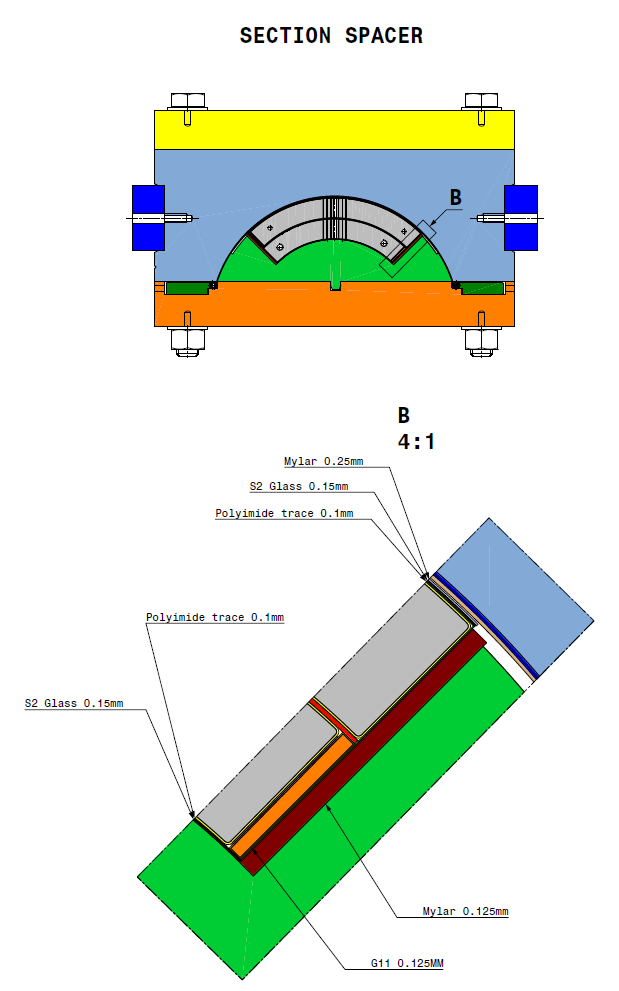 SECTION SPACER
B
B
4:1
Mylar 0.25mm
S2 Glass 0.15mm
Polyimide trace 0.1mm
Polyimide trace 0.1mm
S2 Glass 0.15mm
Mylar 0.125mm
G11 0.125MM